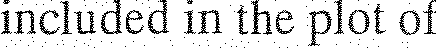 included in the plot of